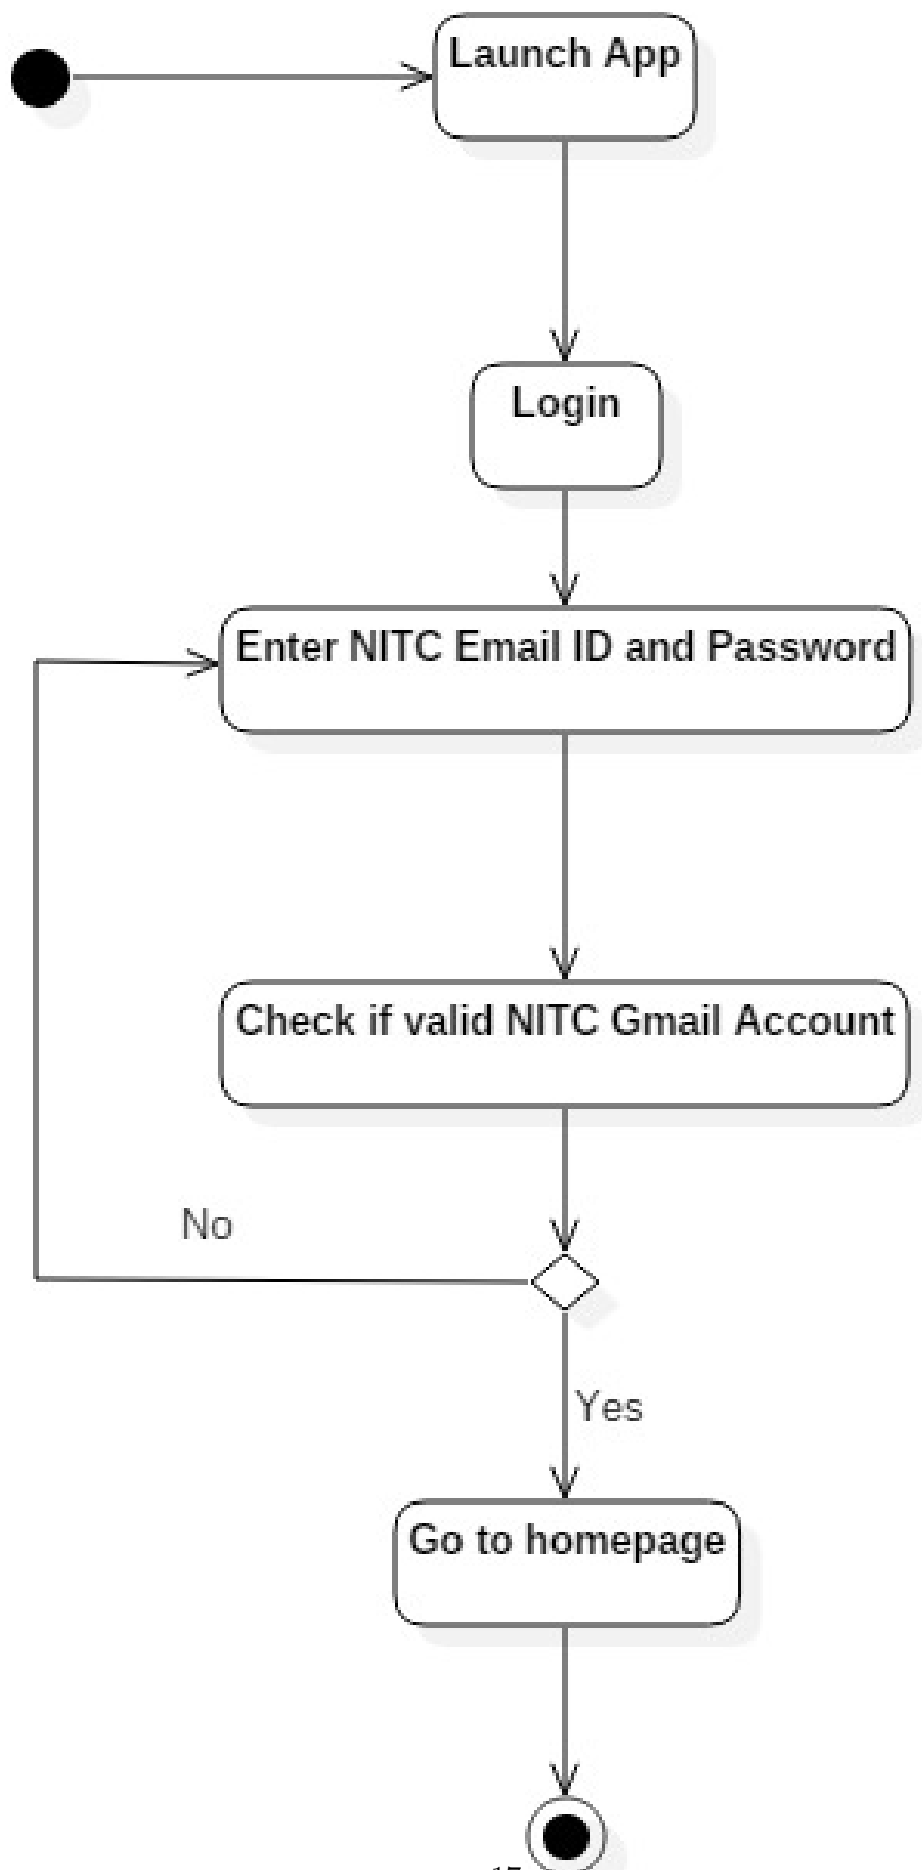 Launch App
Login
Enter NITC Email ID and Password
Check if valid NITC Gmail Account
No
Yes
Go to homepage